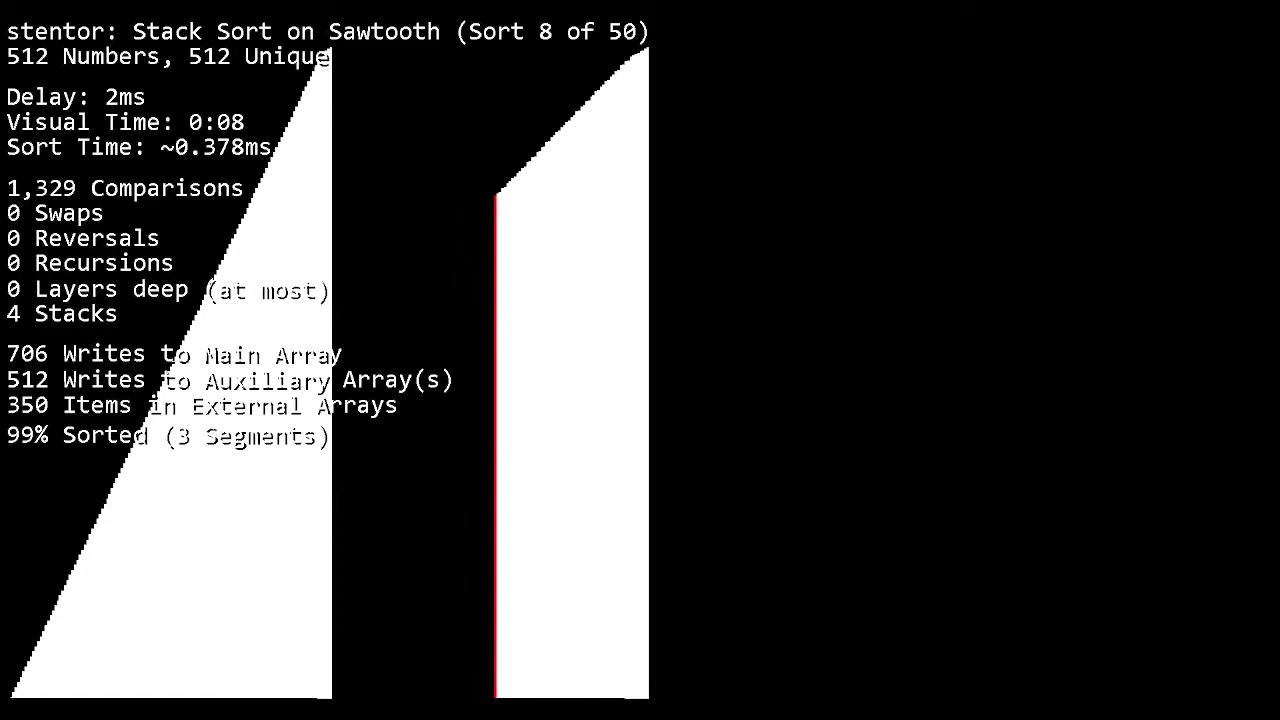 stentor: Stack Sort on Sawtooth (Sort 8 of 50)
512 Numbers, 512 Unique
Delay: 2ms
Visual Time: 0:08
Sort Time: ~0.378ms
1,329 Comparisons
0 Swaps
0 Reversals
0 Recursions
0 Layers deep (at most)
4 Stacks
706 Writes to Main Array
512 Writes to Auxiliary Array(s)
350 Items in External Arrays
99% Sorted (3 Segments)